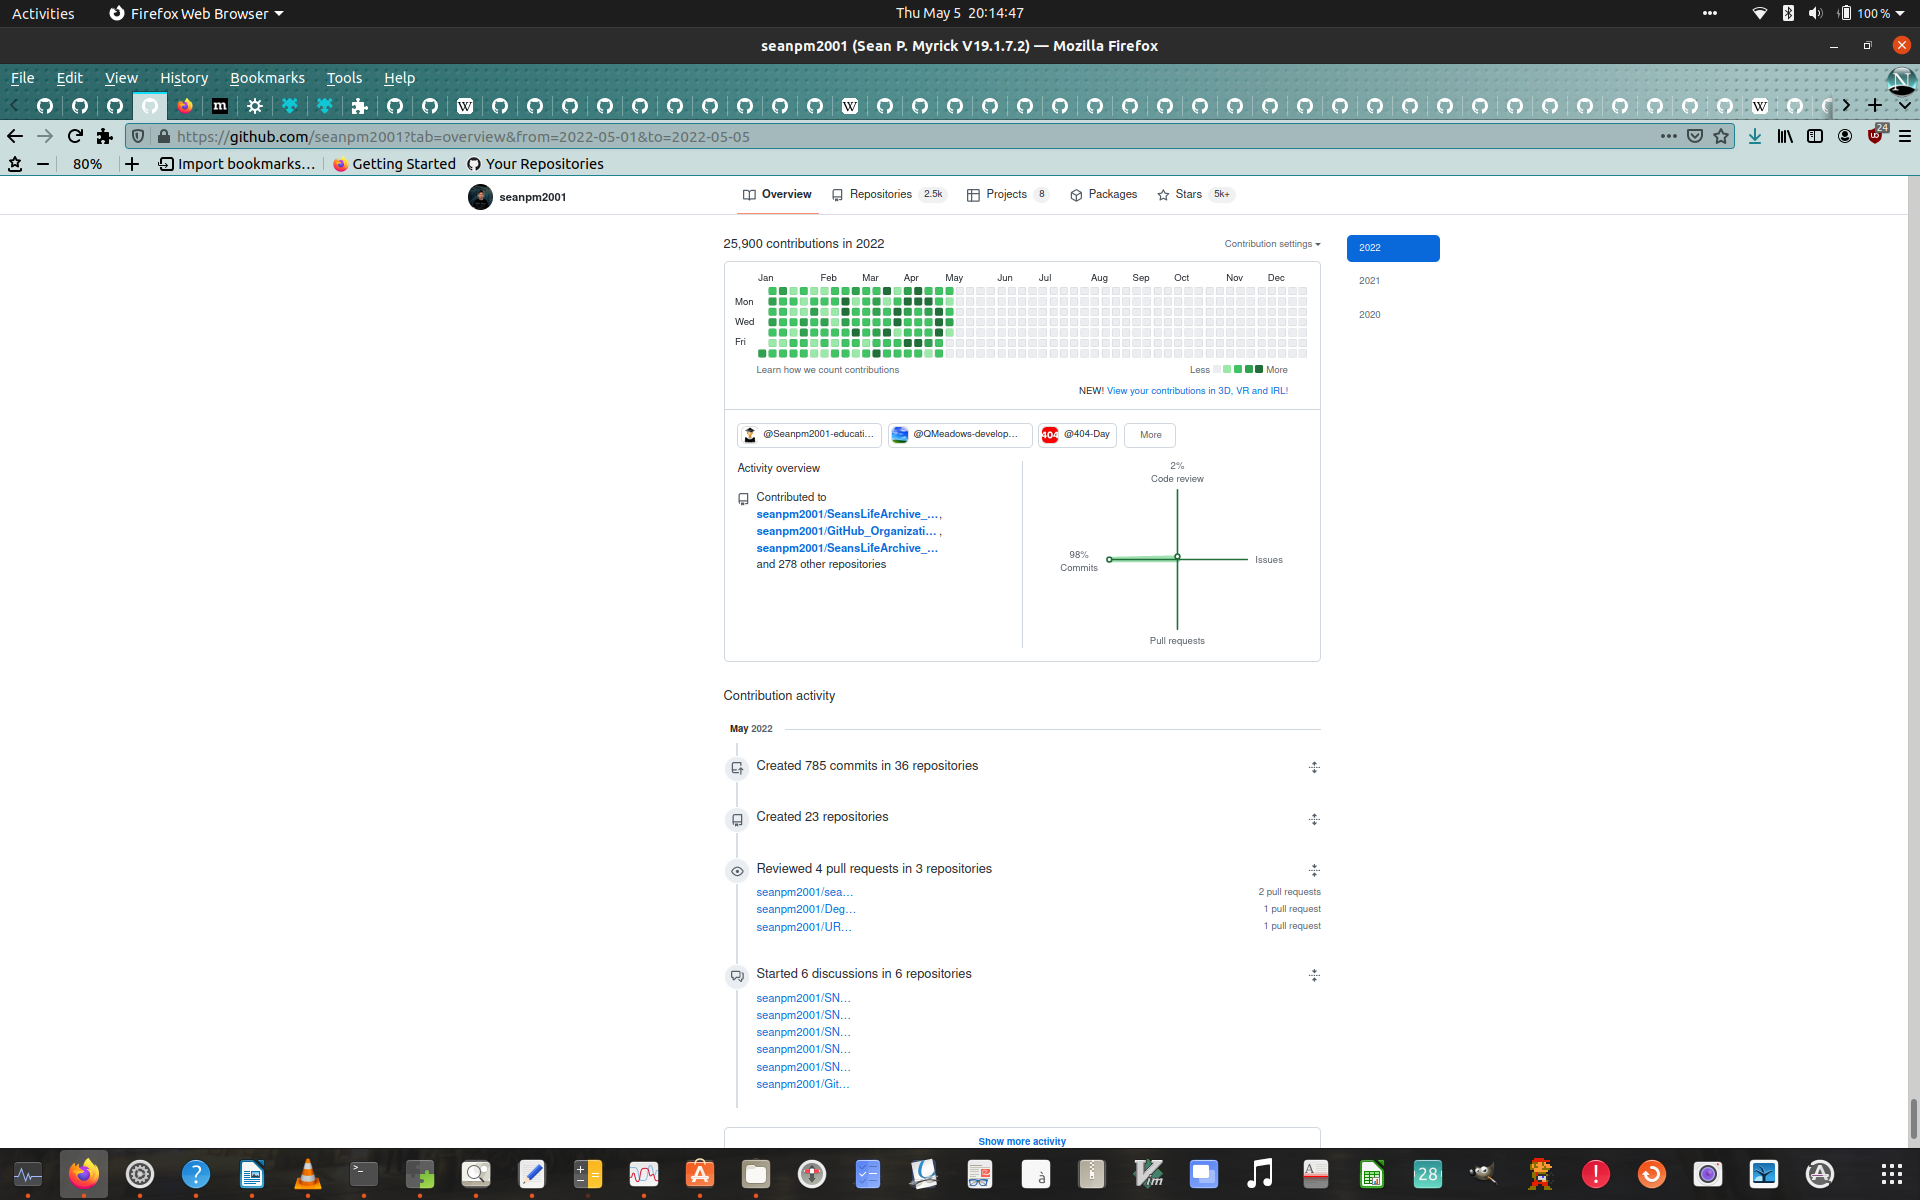 Activities Firefox Web Browser Thu May 5 20:14:47 100 %
seanpm2001 (Sean P. Myrick V19.1.7.2) — Mozilla Firefox
File Edit View History Bookmarks Tools Help
https://github.com/seanpm2001?tab=overview&from=2022-05-01&to=2022-05-05 24
80% Import bookmarks... Getting Started Your Repositories
seanpm2001 Overview Repositories 2.5k Projects 8 Packages Stars 5k+
25,900 contributions in 2022 Contribution settings 2022
Jan Feb Mar Apr May Jun Jul Aug Sep Oct Nov Dec
2021
Mon
Wed
2020
Fri
Learn how we count contributions Less More
NEW! View your contributions in 3D, VR and IRL!
@Seanpm2001-educati... @QMeadows-develop... 404 @404-Day More
Activity overview
Contributed to
seanpm2001/SeansLifeArchive_... ,
seanpm2001/GitHub_Organizati... ,
seanpm2001/SeansLifeArchive_...
and 278 other repositories
2%
Code review
98%
Commits
Issues
Pull requests
Contribution activity
May 2022
Created 785 commits in 36 repositories
Created 23 repositories
Reviewed 4 pull requests in 3 repositories
seanpm2001/sea... 2 pull requests
seanpm2001/Deg... 1 pull request
seanpm2001/UR... 1 pull request
Started 6 discussions in 6 repositories
seanpm2001/SN...
seanpm2001/SN...
seanpm2001/SN...
seanpm2001/SN...
seanpm2001/SN...
seanpm2001/Git...
Show more activity
28